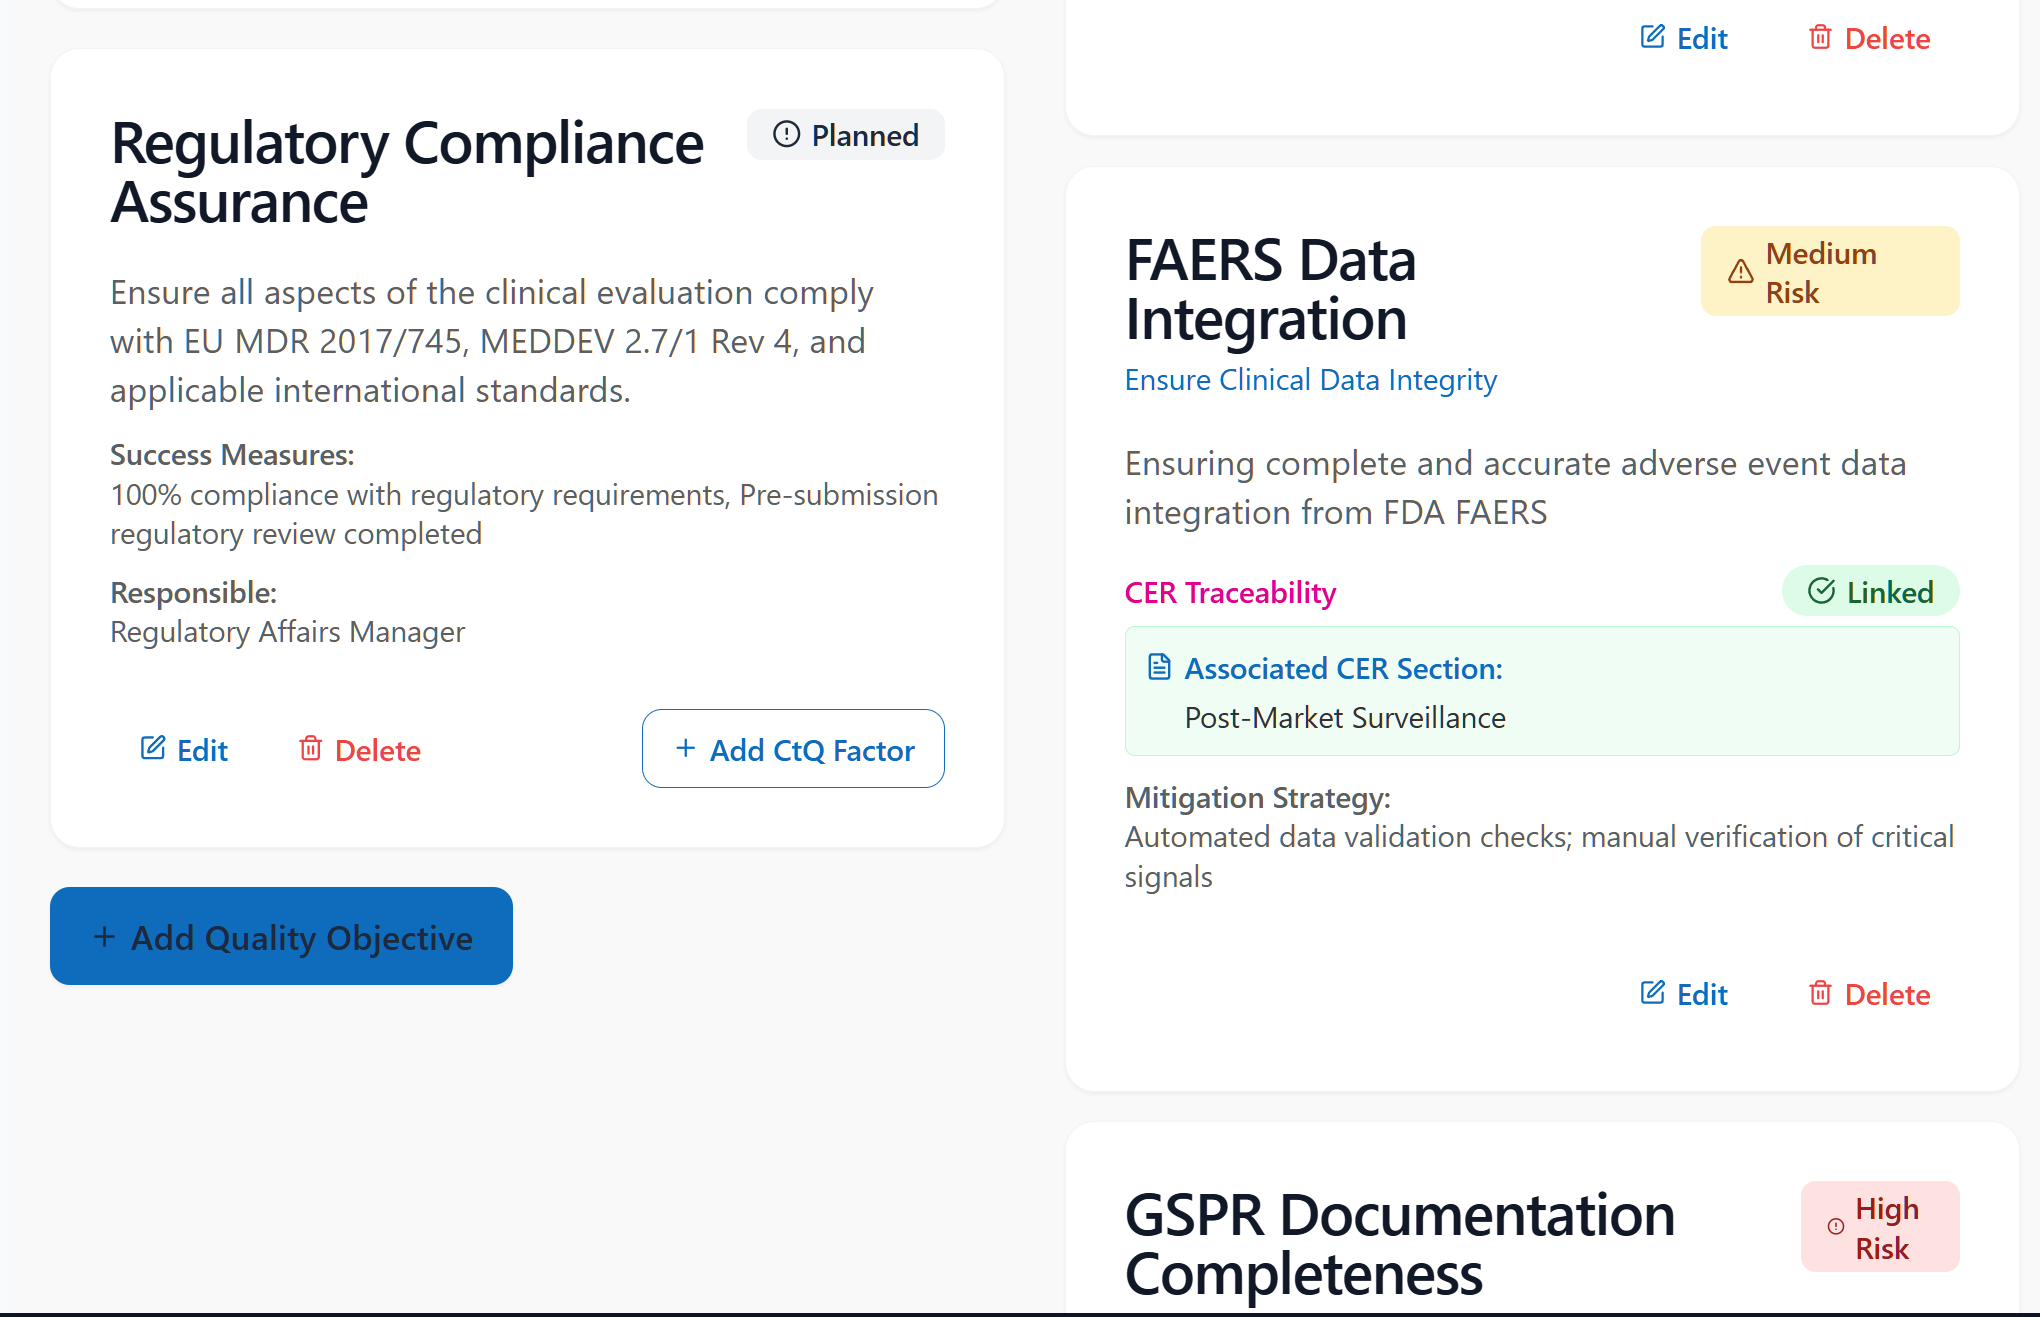 Edit
Delete
Regulatory Compliance
Assurance
Planned
Ensure all aspects of the clinical evaluation comply
with EU MDR 2017/745, MEDDEV 2.7/1 Rev 4, and
applicable international standards.
Success Measures:
100% compliance with regulatory requirements, Pre-submission
regulatory review completed
Responsible:
Regulatory Affairs Manager
Edit
Delete
+ Add CtQ Factor
+ Add Quality Objective
FAERS Data
Integration
Medium
Risk
Ensure Clinical Data Integrity
Ensuring complete and accurate adverse event data
integration from FDA FAERS
CER Traceability
Linked
Associated CER Section:
Post-Market Surveillance
Mitigation Strategy:
Automated data validation checks; manual verification of critical
signals
Edit
Delete
GSPR Documentation
Completeness
High
Risk